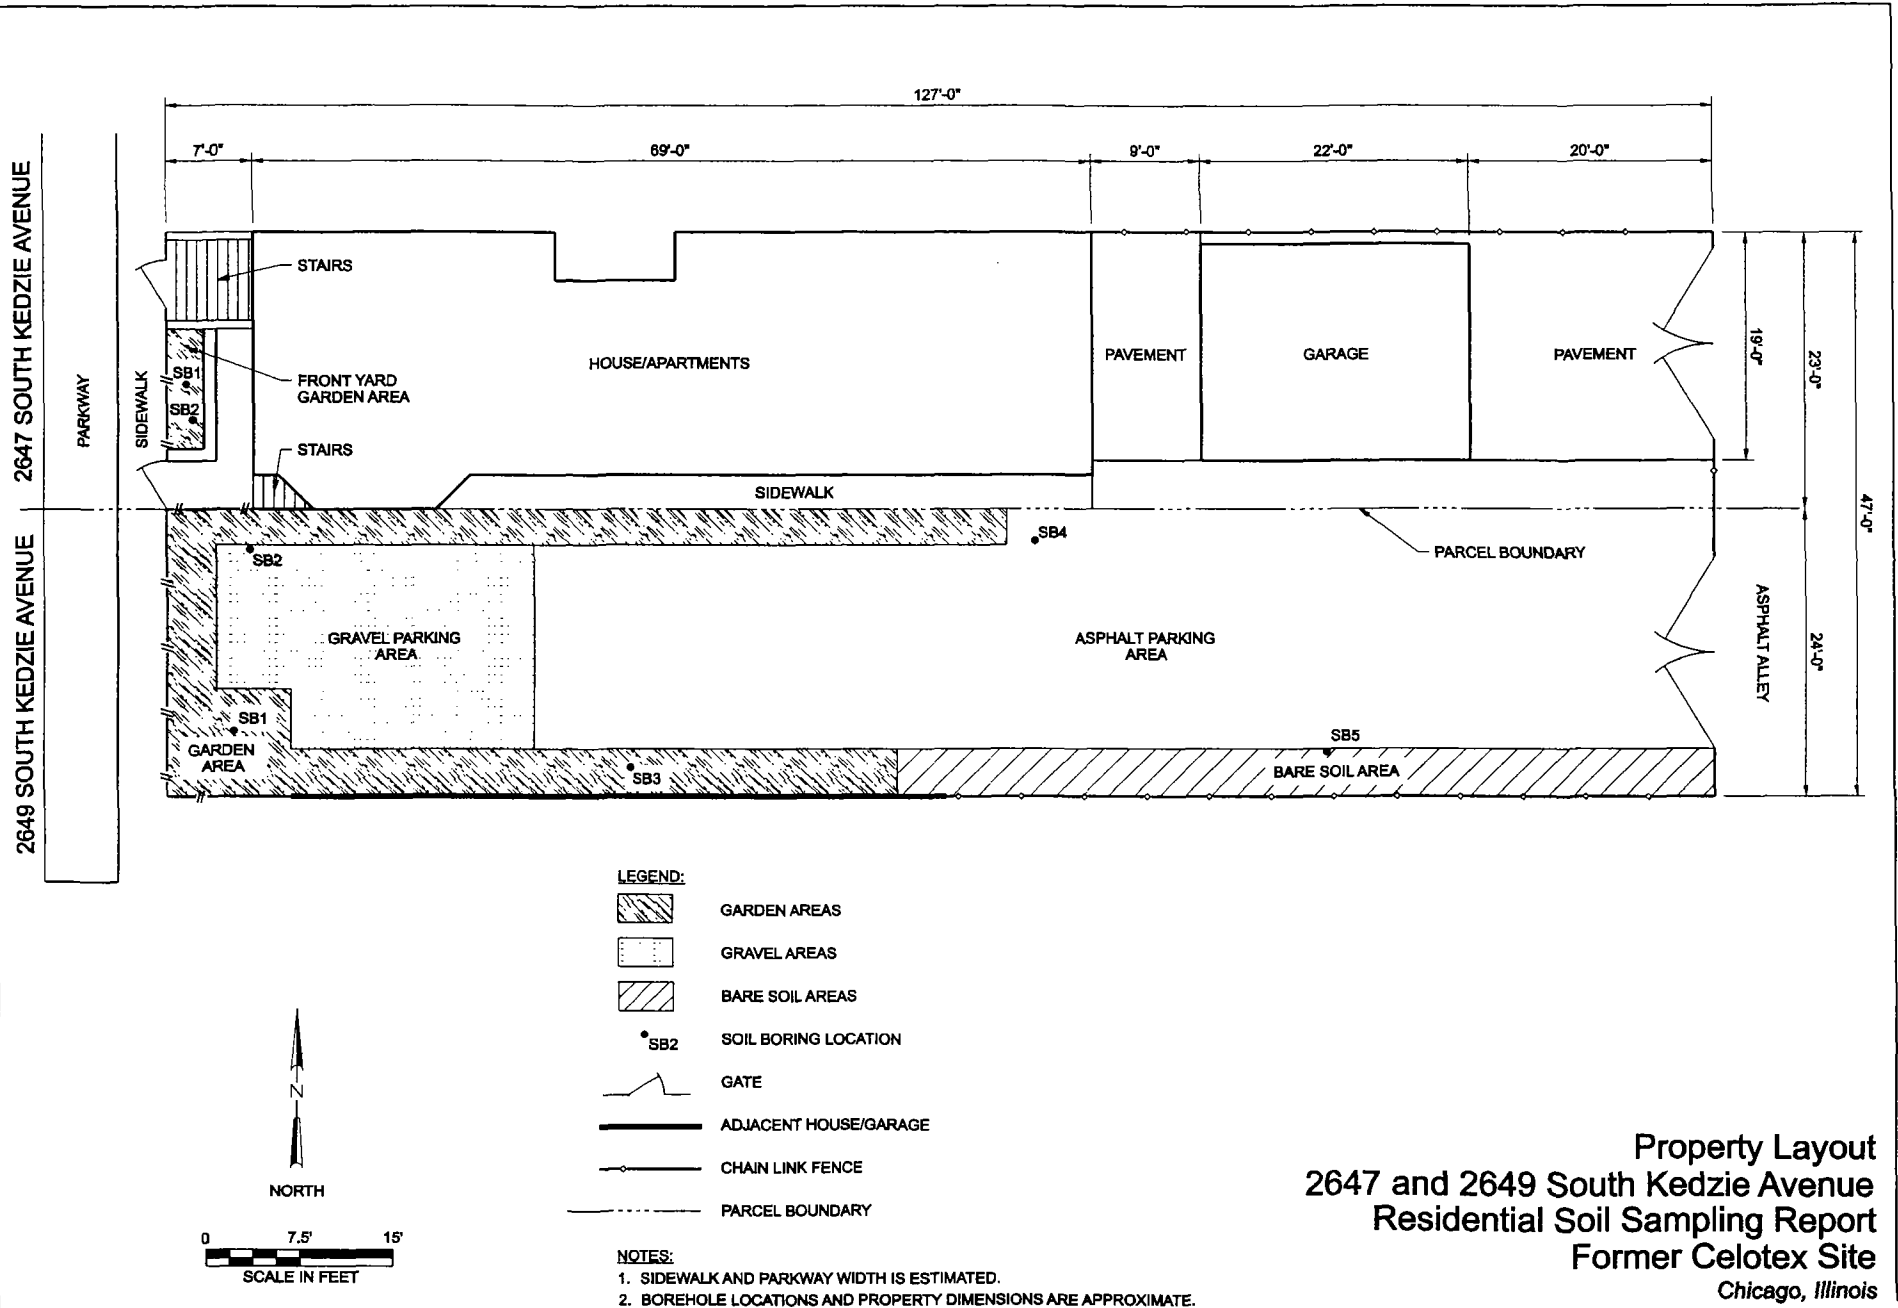 127'-0"
7'-0"
69'-0"
9'-0"
22'-0"
20'-0"
2647 SOUTH KEDZIE AVENUE
2649 SOUTH KEDZIE AVENUE
PARKWAY
SIDEWALK
STAIRS
FRONT YARD
GARDEN AREA
SB1
SB2
STAIRS
HOUSE/APARTMENTS
PAVEMENT
GARAGE
PAVEMENT
19'-0"
23'-0"
47'-0"
SIDEWALK
SB2
SB4
PARCEL BOUNDARY
GRAVEL PARKING
AREA
ASPHALT PARKING
AREA
ASPHALT ALLEY
24'-0"
SB1
GARDEN
AREA
SB3
SB5
BARE SOIL AREA
LEGEND:
GARDEN AREAS
GRAVEL AREAS
BARE SOIL AREAS
SB2
SOIL BORING LOCATION
GATE
ADJACENT HOUSE/GARAGE
CHAIN LINK FENCE
PARCEL BOUNDARY
N
NORTH
0 7.5' 15'
SCALE IN FEET
NOTES:
1. SIDEWALK AND PARKWAY WIDTH IS ESTIMATED.
2. BOREHOLE LOCATIONS AND PROPERTY DIMENSIONS ARE APPROXIMATE.
Property Layout
2647 and 2649 South Kedzie Avenue
Residential Soil Sampling Report
Former Celotex Site
Chicago, Illinois